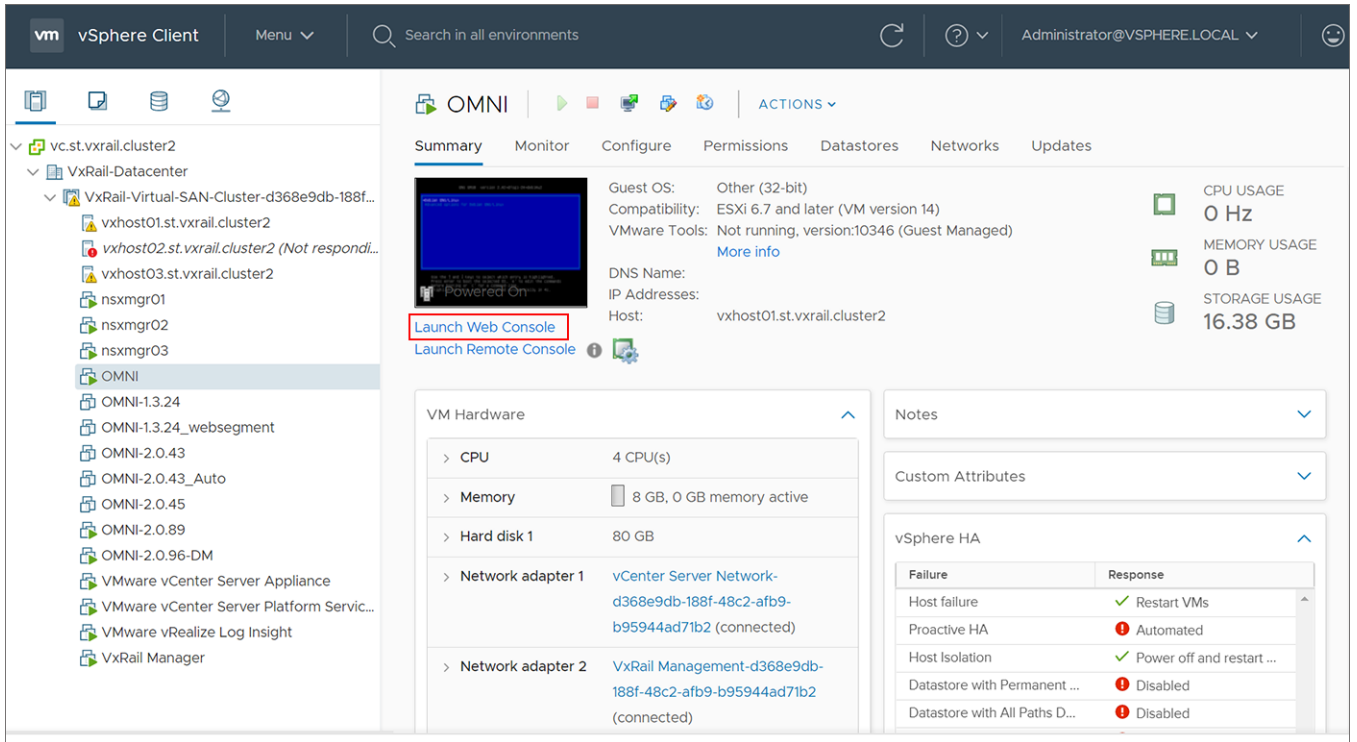 vm vSphere Client Menu Search in all environments Administrator@VSPHERE.LOCAL
vc.st.vxrail.cluster2
VxRail-Datacenter
VxRail-Virtual-SAN-Cluster-d368e9db-188f...
vxhost01.st.vxrail.cluster2
vxhost02.st.vxrail.cluster2 (Not respondi...
vxhost03.st.vxrail.cluster2
nsxmgr01
nsxmgr02
nsxmgr03
OMNI
OMNI-1.3.24
OMNI-1.3.24_websegment
OMNI-2.0.43
OMNI-2.0.43_Auto
OMNI-2.0.45
OMNI-2.0.89
OMNI-2.0.96-DM
VMware vCenter Server Appliance
VMware vCenter Server Platform Servic...
VMware vRealize Log Insight
VxRail Manager
OMNI ACTIONS
Summary Monitor Configure Permissions Datastores Networks Updates
Powered On
Launch Web Console
Launch Remote Console
Guest OS: Other (32-bit)
Compatibility: ESXi 6.7 and later (VM version 14)
VMware Tools: Not running, version:10346 (Guest Managed)
More info
DNS Name:
IP Addresses:
Host: vxhost01.st.vxrail.cluster2
CPU USAGE
0 Hz
MEMORY USAGE
0 B
STORAGE USAGE
16.38 GB
VM Hardware
CPU 4 CPU(s)
Memory 8 GB, 0 GB memory active
Hard disk 1 80 GB
Network adapter 1 vCenter Server Network-
d368e9db-188f-48c2-afb9-
b95944ad71b2 (connected)
Network adapter 2 VxRail Management-d368e9db-
188f-48c2-afb9-b95944ad71b2
(connected)
Notes
Custom Attributes
vSphere HA
Failure Response
Host failure Restart VMs
Proactive HA Automated
Host Isolation Power off and restart ...
Datastore with Permanent ... Disabled
Datastore with All Paths D... Disabled